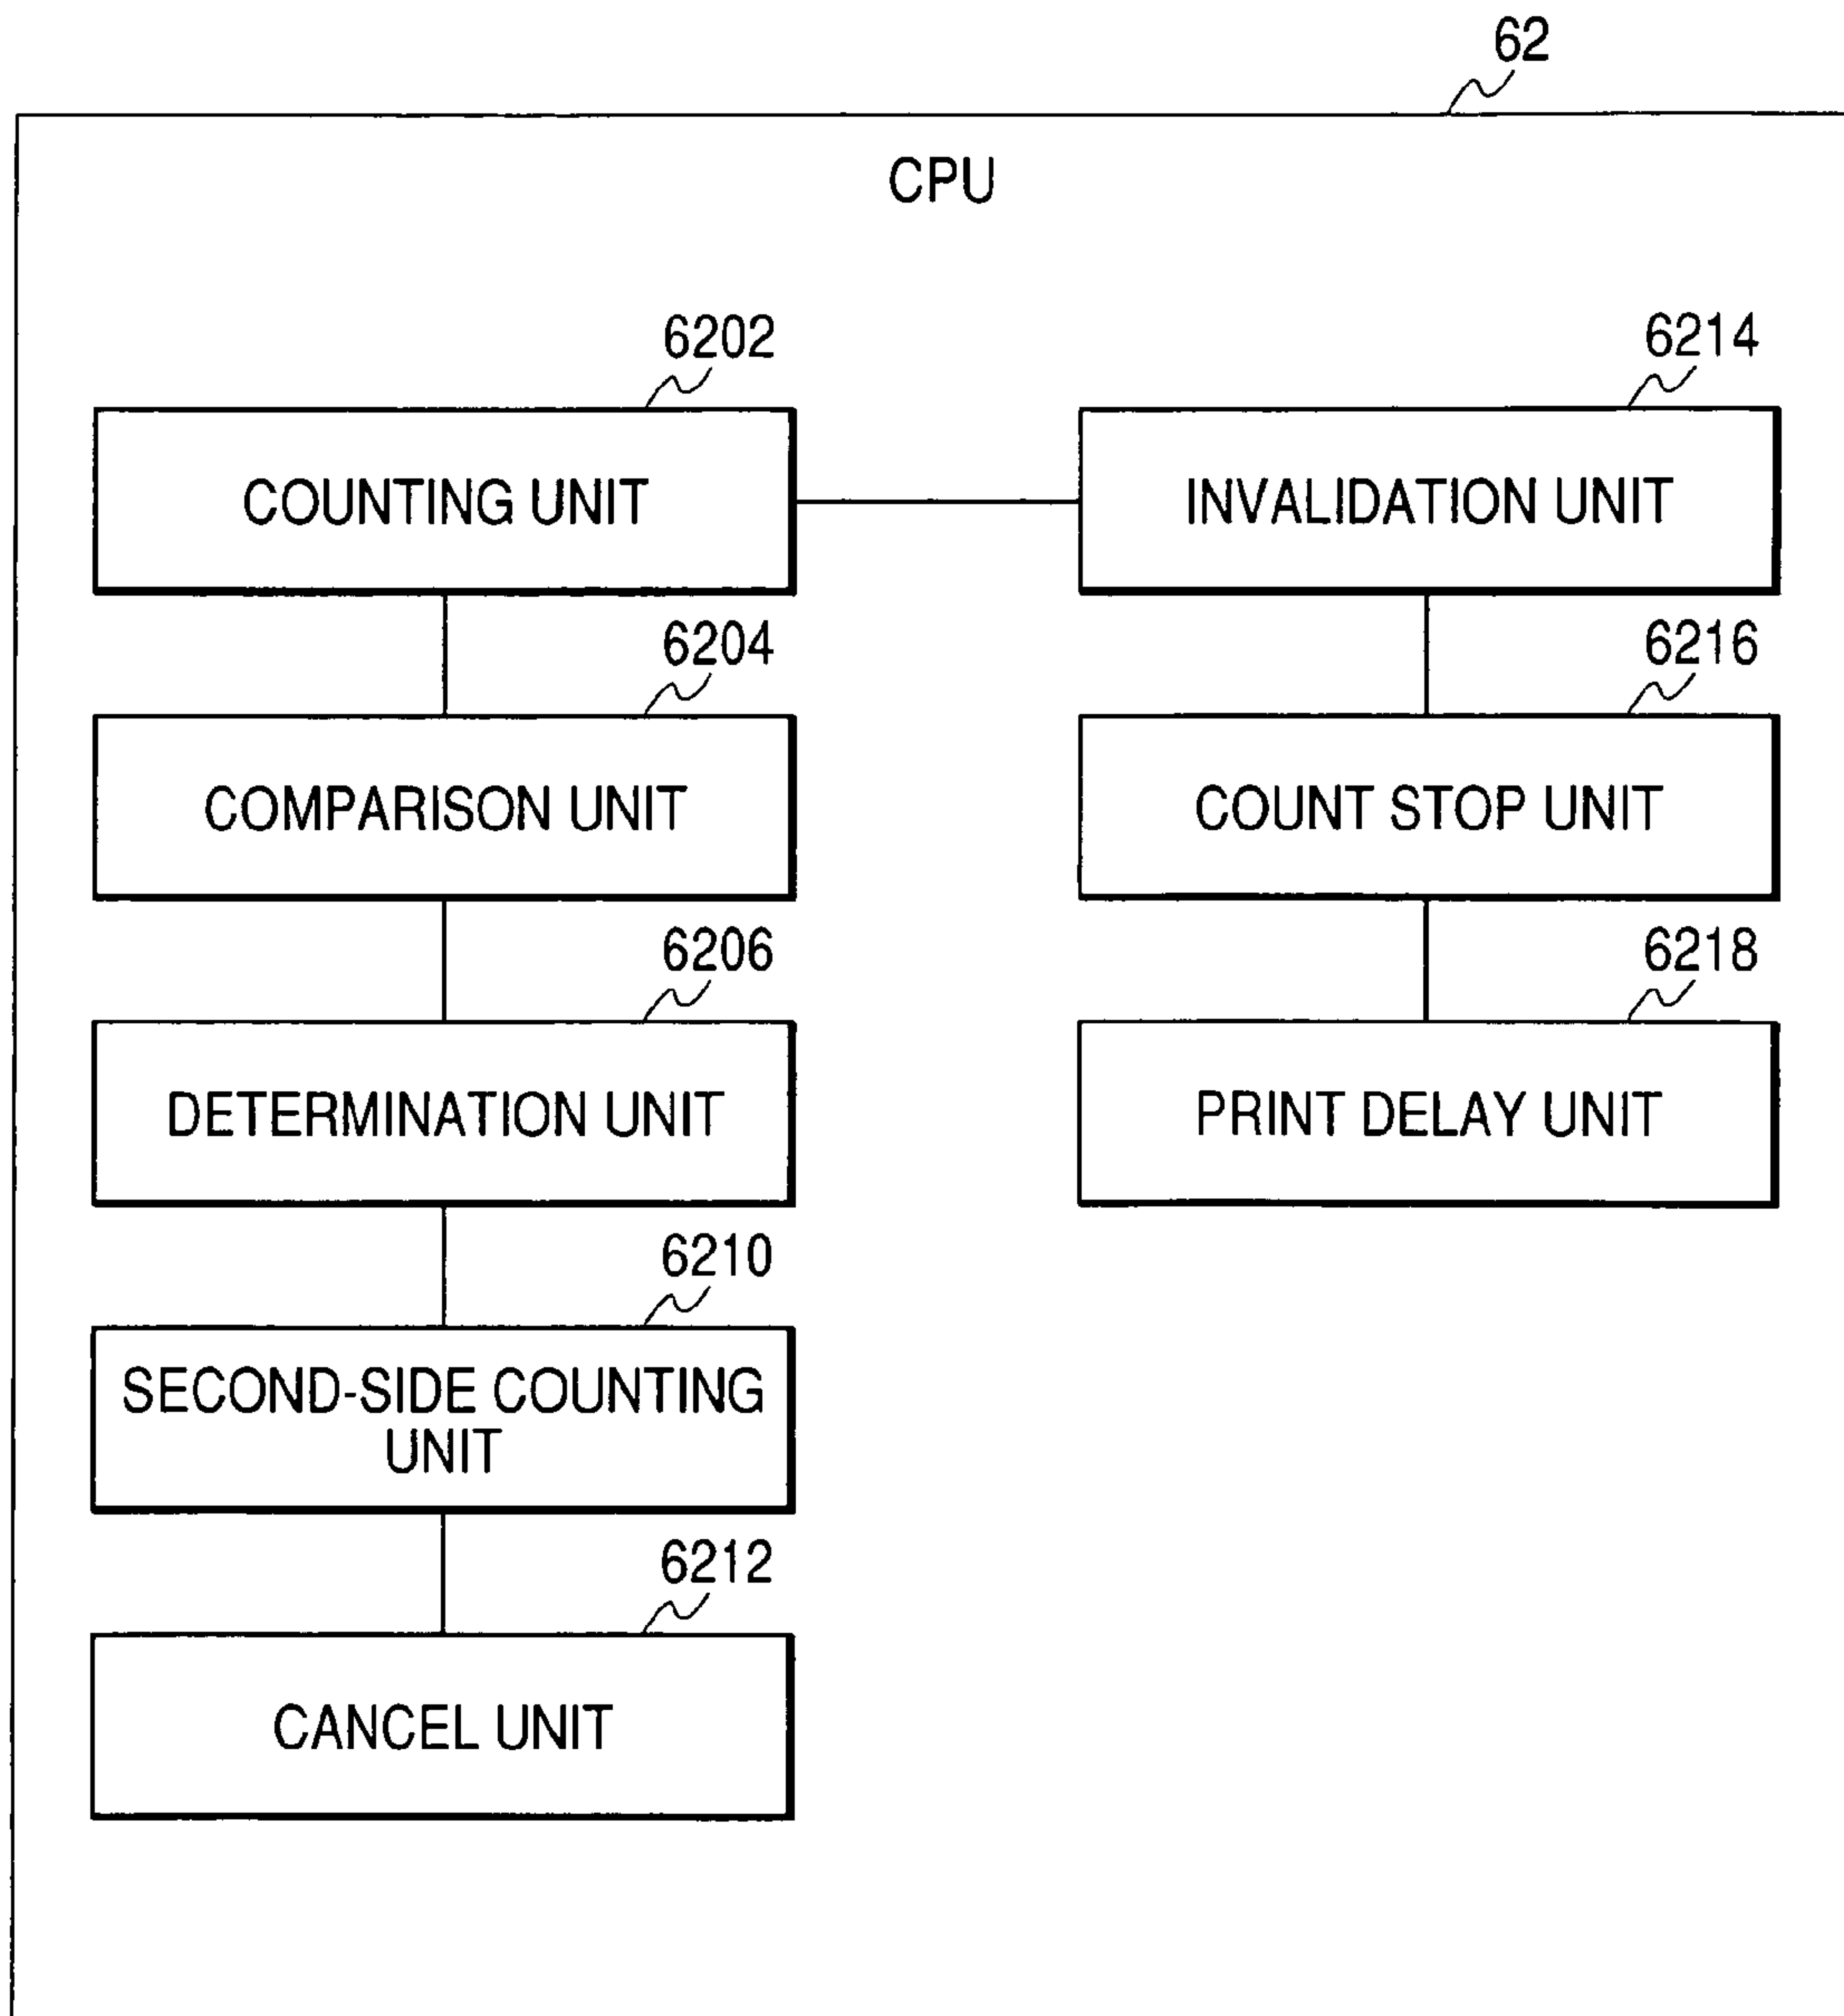 62
CPU
6202
COUNTING UNIT
6204
COMPARISON UNIT
6206
DETERMINATION UNIT
6210
SECOND-SIDE COUNTING
UNIT
6212
CANCEL UNIT
6214
INVALIDATION UNIT
6216
COUNT STOP UNIT
6218
PRINT DELAY UNIT